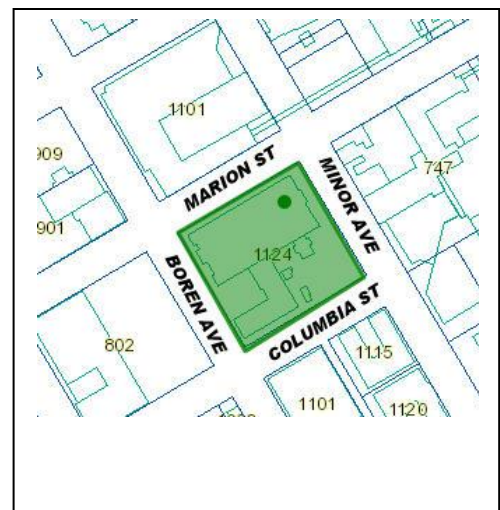 1101
MARION ST
MINOR AVE
747
909
901
1124
BOREN AVE
COLUMBIA ST
802
1115
1101
1120